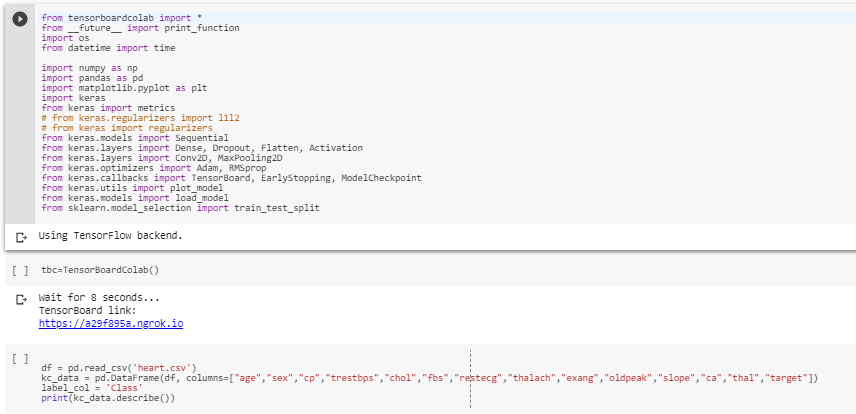 from tensorboardcolab import *
from __future__ import print_function
import os
from datetime import time
import numpy as np
import pandas as pd
import matplotlib.pyplot as plt
import keras
from keras import metrics
# from keras.regularizers import l1l2
# from keras import regularizers
from keras.models import Sequential
from keras.layers import Dense, Dropout, Flatten, Activation
from keras.layers import Conv2D, MaxPooling2D
from keras.optimizers import Adam, RMSprop
from keras.callbacks import TensorBoard, EarlyStopping, ModelCheckpoint
from keras.utils import plot_model
from keras.models import load_model
from sklearn.model_selection import train_test_split
Using TensorFlow backend.
[ ] tbc=TensorBoardColab()
Wait for 8 seconds...
TensorBoard link:
https://a29f895a.ngrok.io
[ ]
df = pd.read_csv('heart.csv')
kc_data = pd.DataFrame(df, columns=["age","sex","cp","trestbps","chol","fbs","restecg","thalach","exang","oldpeak","slope","ca","thal","target"])
label_col = 'Class'
print(kc_data.describe())